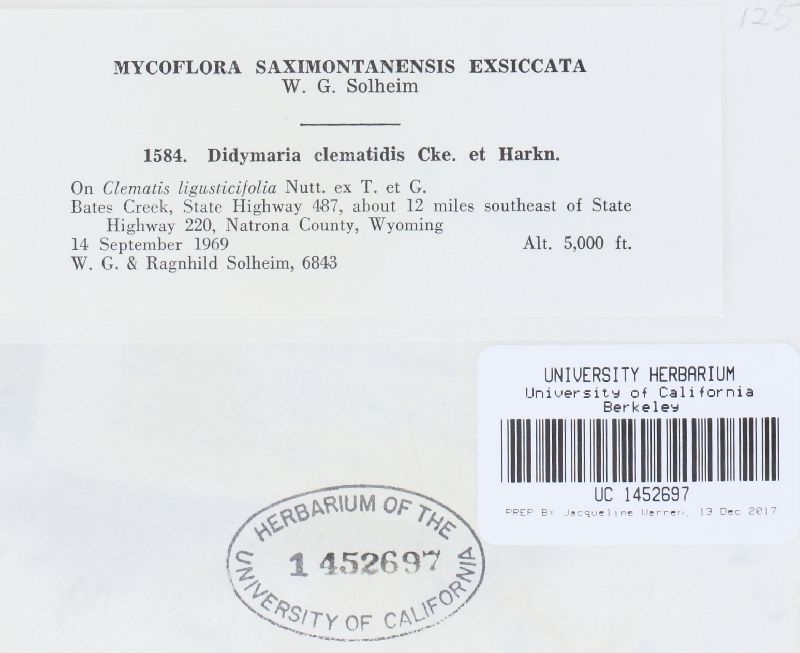 125
MYCOFLORA SAXIMONTANENSIS EXSICCATA
W. G. Solheim
1584. Didymaria clematidis Cke. et Harkn.
On Clematis ligusticifolia Nutt. ex T. et G.
Bates Creek, State Highway 487, about 12 miles southeast of State
Highway 220, Natrona County, Wyoming
14 September 1969 Alt. 5,000 ft.
W. G. & Ragnhild Solheim, 6843
UNIVERSITY HERBARIUM
University of California
Berkeley
UC 1452697
PREP BY Jacqueline Warren, 13 Dec 2017
HERBARIUM OF THE
1 452697
UNIVERSITY OF CALIFORNIA